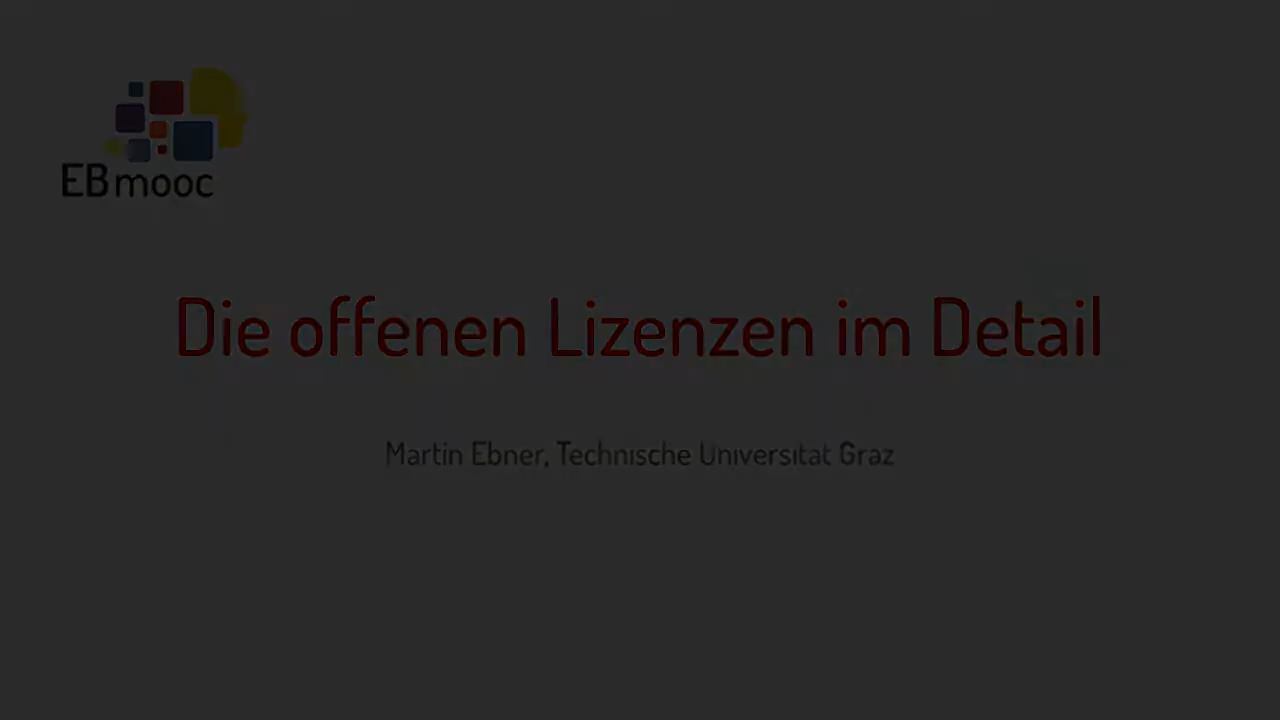 EBmooc
Die offenen Lizenzen im Detail
Martin Ebner, Technische Universität Graz